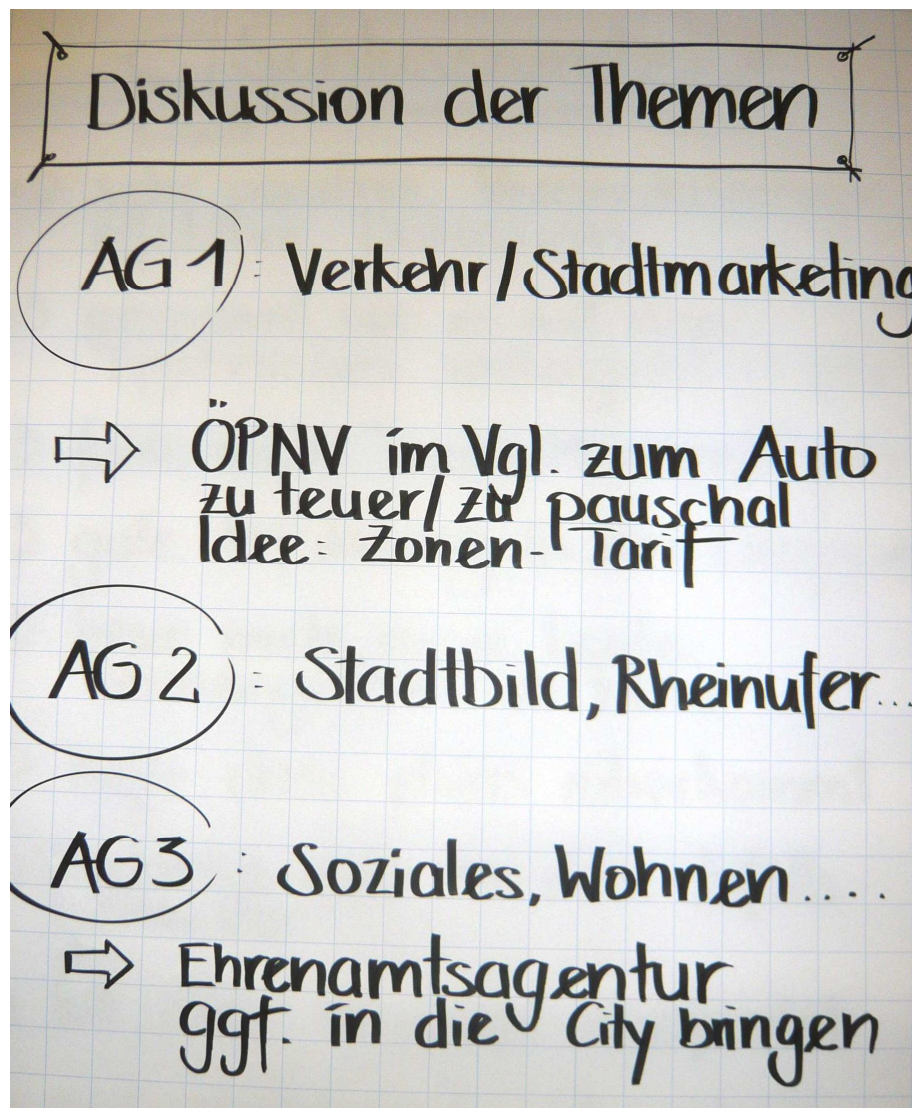 Diskussion der Themen
AG 1: Verkehr/Stadtmarketing
ÖPNV im Vgl. zum Auto
zu teuer/zu pauschal
Idee: Zonen-Tarif
AG 2: Stadtbild, Rheinufer...
AG 3: Soziales, Wohnen....
Ehrenamtsagentur
ggf. in die City bringen